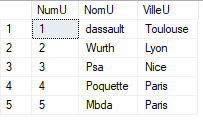 NumU NomU VilleU
1 1 dassault Toulouse
2 2 Wurth Lyon
3 3 Psa Nice
4 4 Poquette Paris
5 5 Mbda Paris